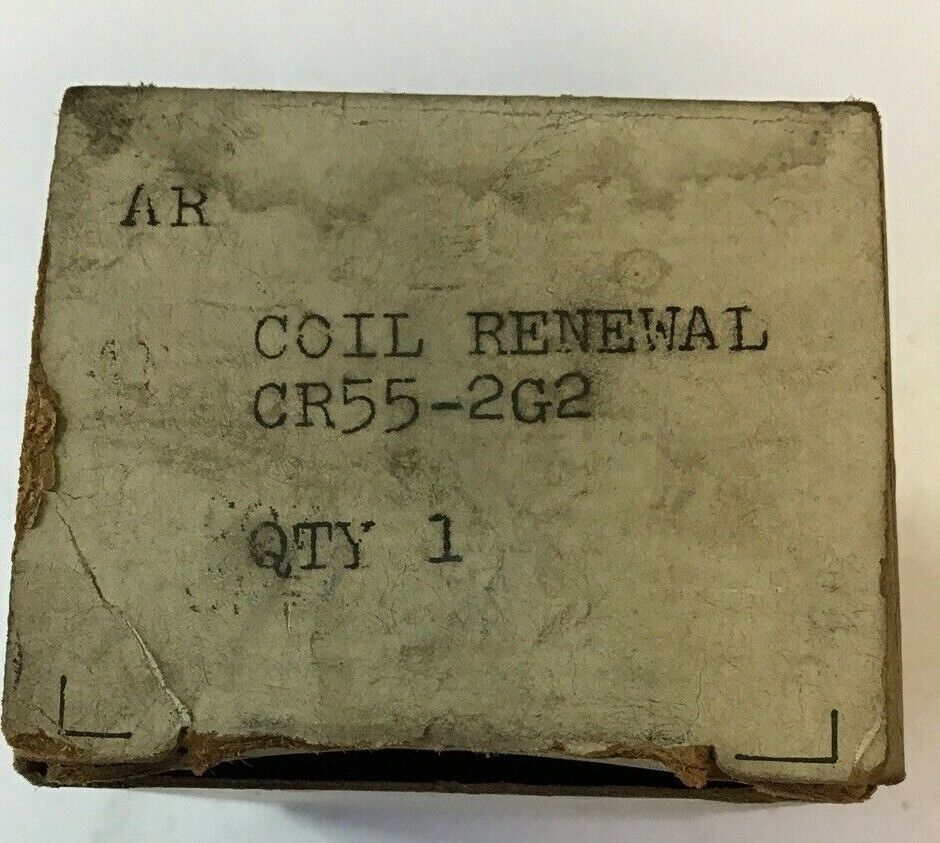 AR
COIL RENEWAL
CR55-2G2
QTY 1